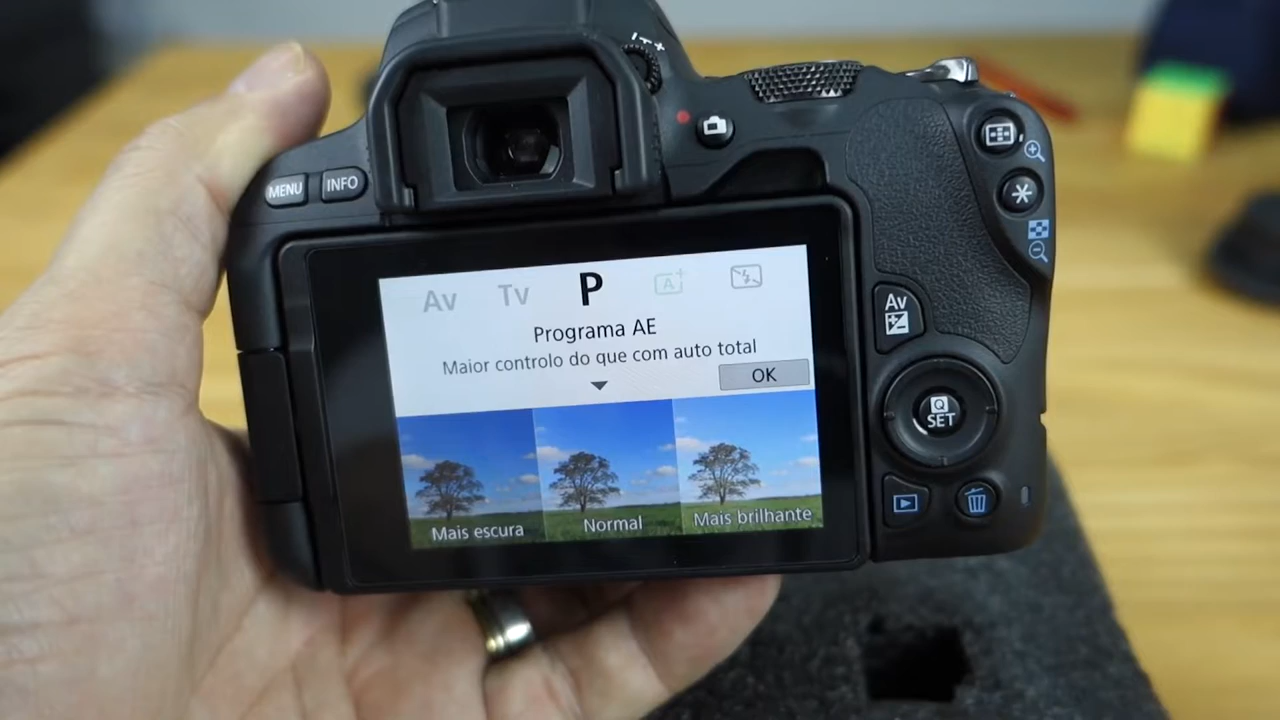 MENU
INFO
Av Tv P A+
Programa AE
Maior controlo do que com auto total
OK
Mais escura
Normal
Mais brilhante
Av
Q
SET